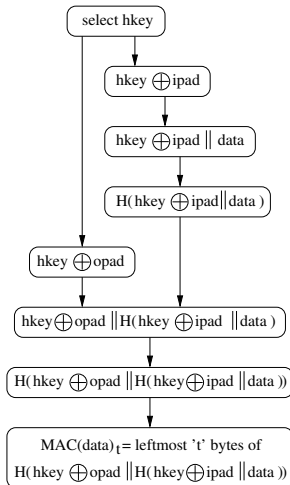 select hkey
hkey ⊕ ipad
hkey ⊕ ipad || data
H(hkey ⊕ ipad||data)
hkey ⊕ opad
hkey ⊕ opad ||H(hkey ⊕ ipad ||data)
H(hkey ⊕ opad ||H(hkey⊕ipad ||data))
MAC(data)t = leftmost 't' bytes of
H(hkey ⊕ opad ||H(hkey⊕ipad ||data))